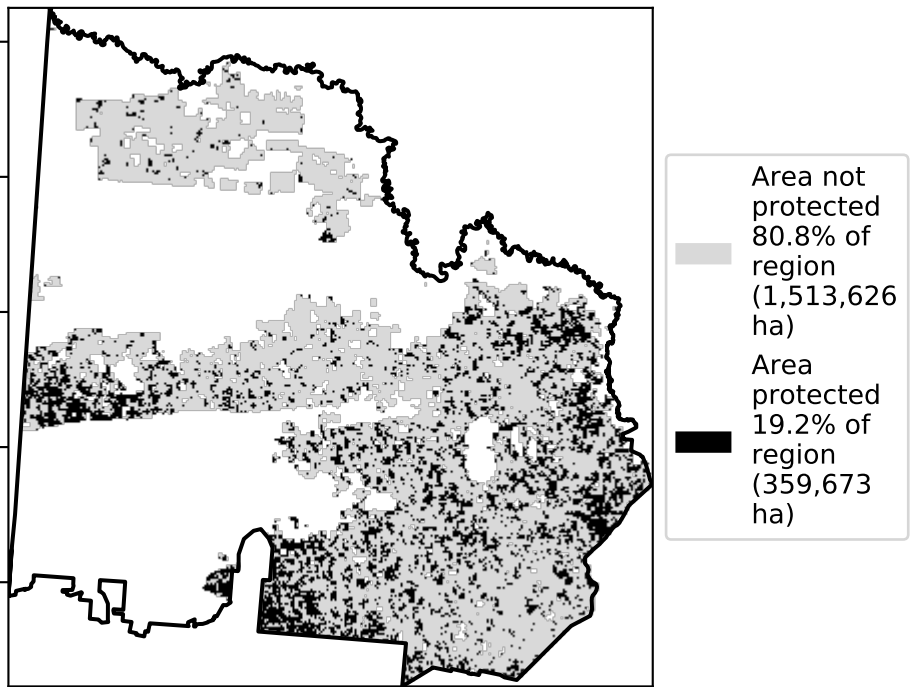 Area not
protected
80.8% of
region
(1,513,626
ha)
Area
protected
19.2% of
region
(359,673
ha)